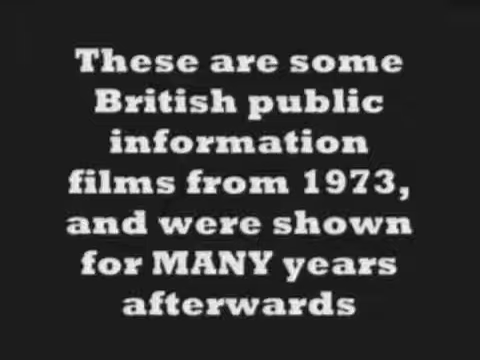 These are some
British public
information
films from 1973,
and were shown
for MANY years
afterwards